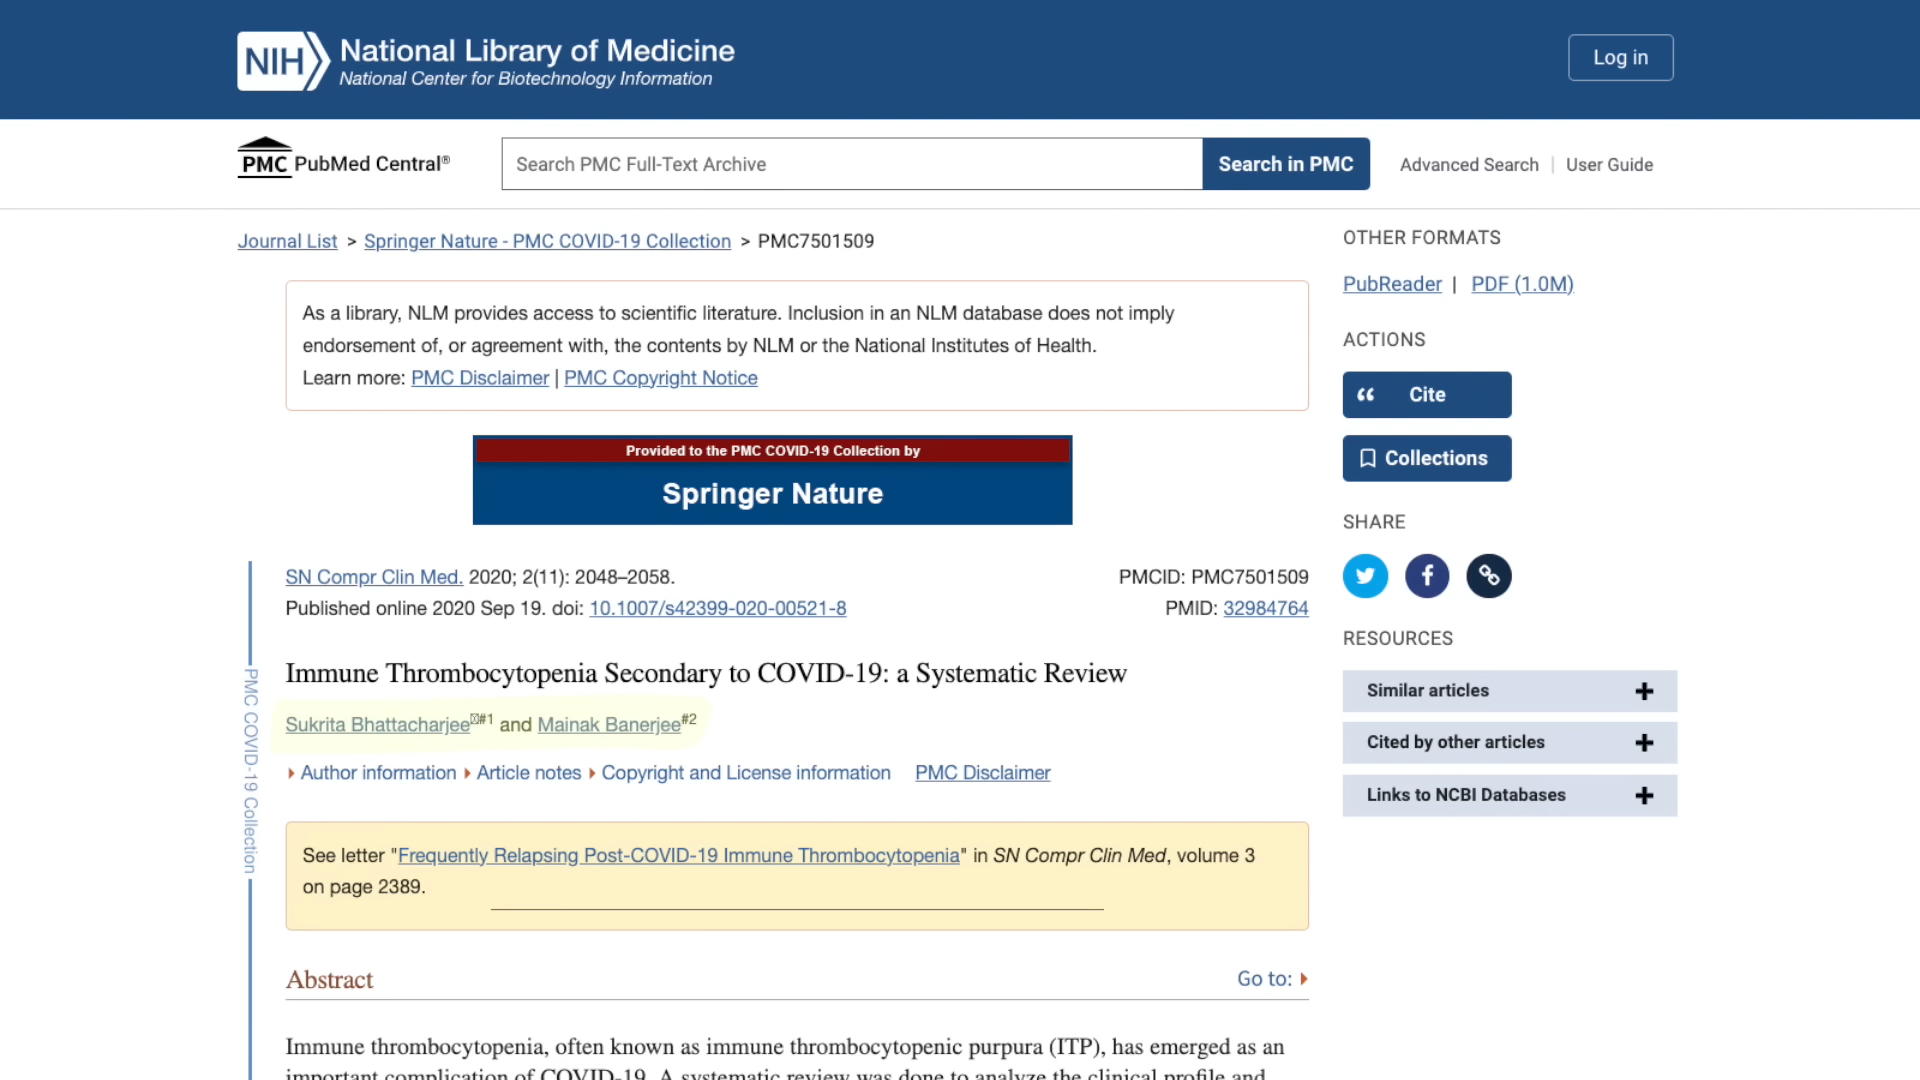 NIH National Library of Medicine
National Center for Biotechnology Information
Log in
PMC PubMed Central®
Search PMC Full-Text Archive
Search in PMC
Advanced Search | User Guide
Journal List > Springer Nature - PMC COVID-19 Collection > PMC7501509
As a library, NLM provides access to scientific literature. Inclusion in an NLM database does not imply
endorsement of, or agreement with, the contents by NLM or the National Institutes of Health.
Learn more: PMC Disclaimer | PMC Copyright Notice
Provided to the PMC COVID-19 Collection by
Springer Nature
SN Compr Clin Med. 2020; 2(11): 2048–2058.
Published online 2020 Sep 19. doi: 10.1007/s42399-020-00521-8
PMCID: PMC7501509
PMID: 32984764
Immune Thrombocytopenia Secondary to COVID-19: a Systematic Review
Sukrita Bhattacharjee#1 and Mainak Banerjee#2
Author information Article notes Copyright and License information PMC Disclaimer
See letter "Frequently Relapsing Post-COVID-19 Immune Thrombocytopenia" in SN Compr Clin Med, volume 3
on page 2389.
Abstract
Go to:
Immune thrombocytopenia, often known as immune thrombocytopenic purpura (ITP), has emerged as an
important complication of COVID-19. A systematic review was done to analyze the clinical profile and
PMC COVID-19 Collection
OTHER FORMATS
PubReader | PDF (1.0M)
ACTIONS
Cite
Collections
SHARE
RESOURCES
Similar articles
Cited by other articles
Links to NCBI Databases